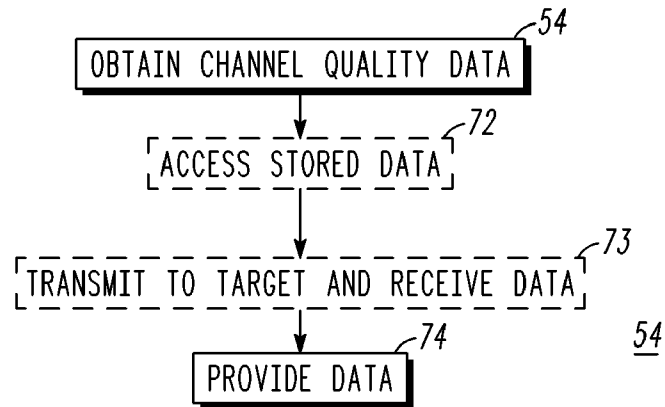 54
OBTAIN CHANNEL QUALITY DATA
72
ACCESS STORED DATA
73
TRANSMIT TO TARGET AND RECEIVE DATA
54
74
PROVIDE DATA